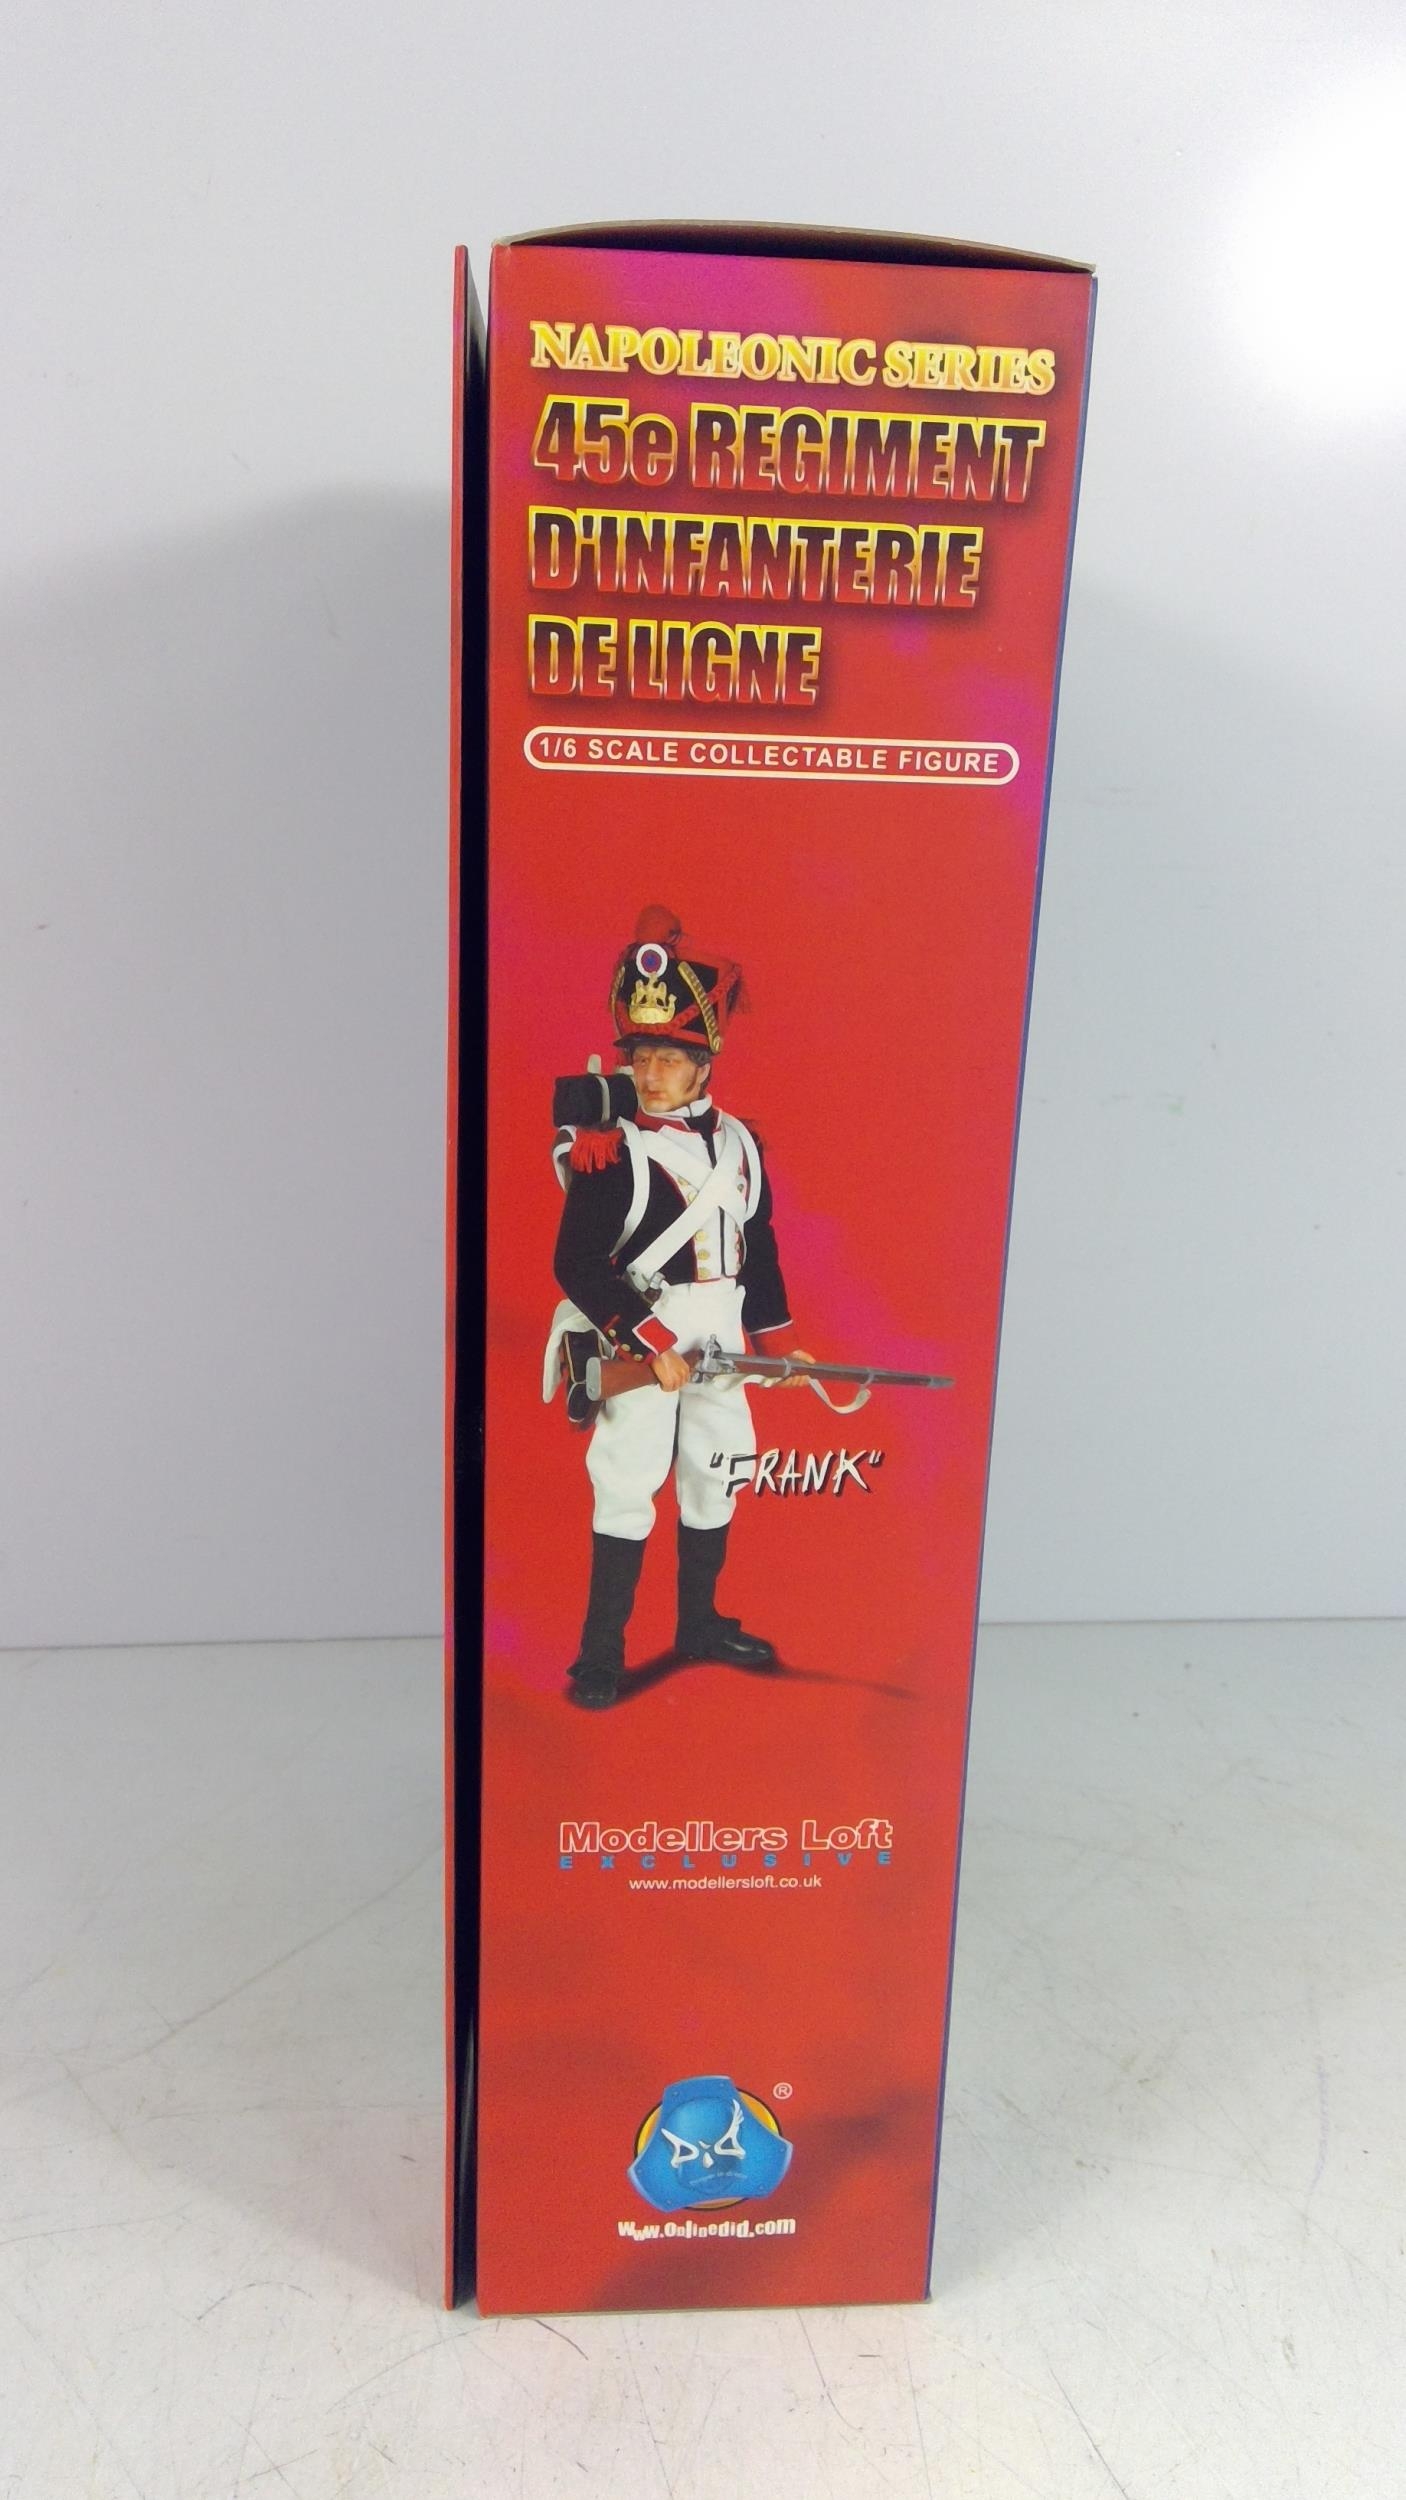 NAPOLEONIC SERIES
45e REGIMENT
D'INFANTERIE
DE LIGNE
1/6 SCALE COLLECTABLE FIGURE
"FRANK"
Modellers Loft
EXCLUSIVE
www.modellersloft.co.uk
®
DiD
www.onlinedid.com